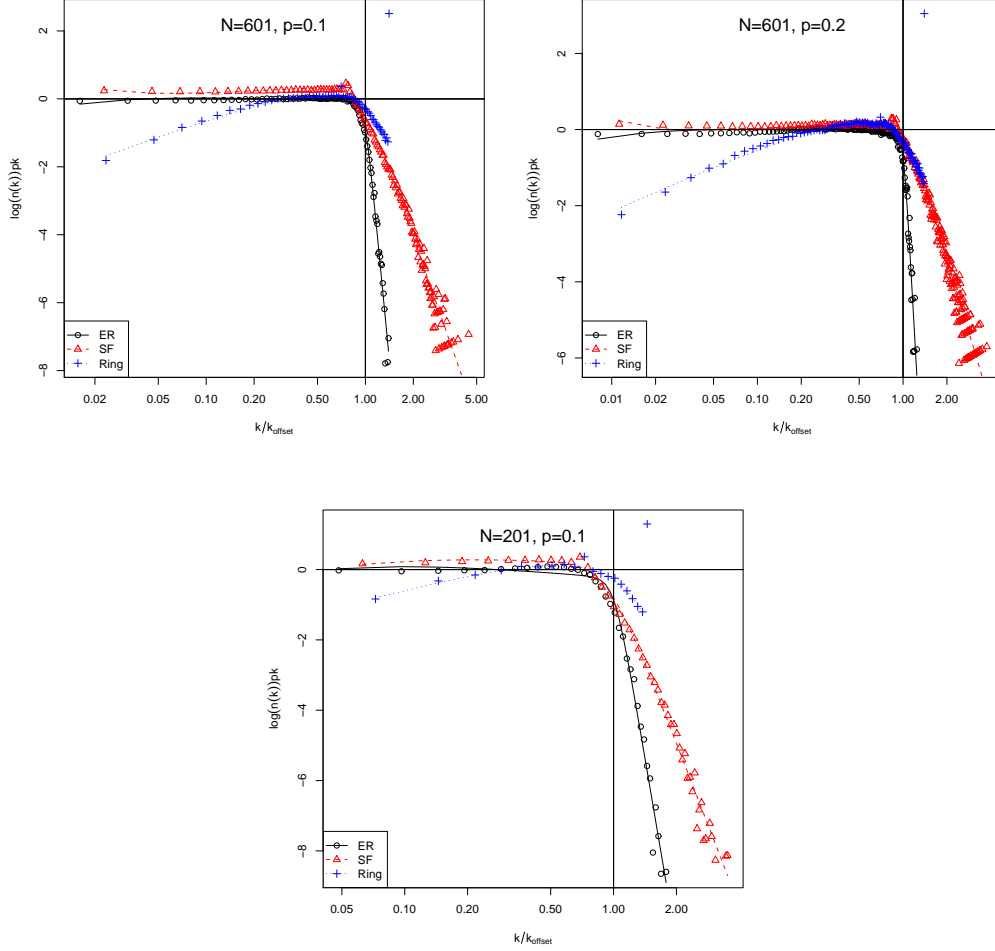 N=601, p=0.1
log(n(k))pk
2
0
-2
-4
-6
-8
ER
SF
Ring
0.02 0.05 0.10 0.20 0.50 1.00 2.00 5.00
k/k_offset
N=601, p=0.2
log(n(k))pk
2
0
-2
-4
-6
ER
SF
Ring
0.01 0.02 0.05 0.10 0.20 0.50 1.00 2.00
k/k_offset
N=201, p=0.1
log(n(k))pk
0
-2
-4
-6
-8
ER
SF
Ring
0.05 0.10 0.20 0.50 1.00 2.00
k/k_offset